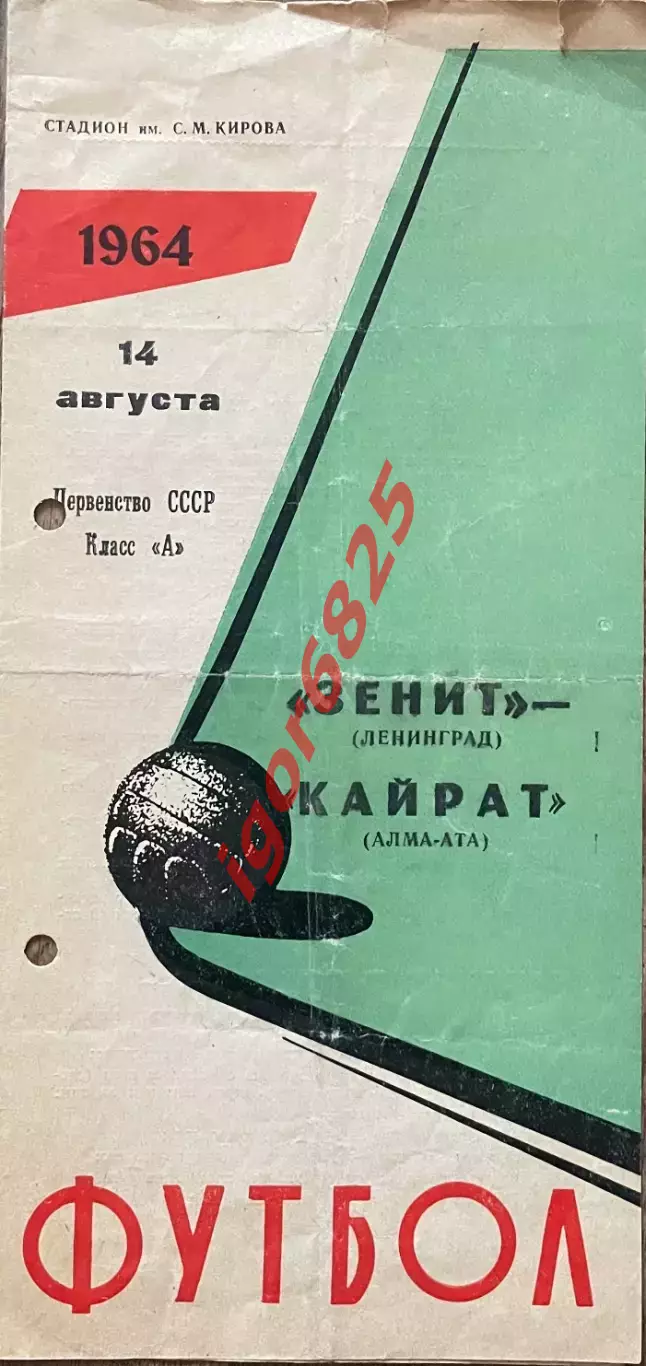 СТАДИОН им. С. М. КИРОВА
1964
14
августа
Первенство СССР
Класс «А»
«ЗЕНИТ»—
(ЛЕНИНГРАД)
КАЙРАТ»
(АЛМА-АТА)
igor6825
ФУТБОЛ